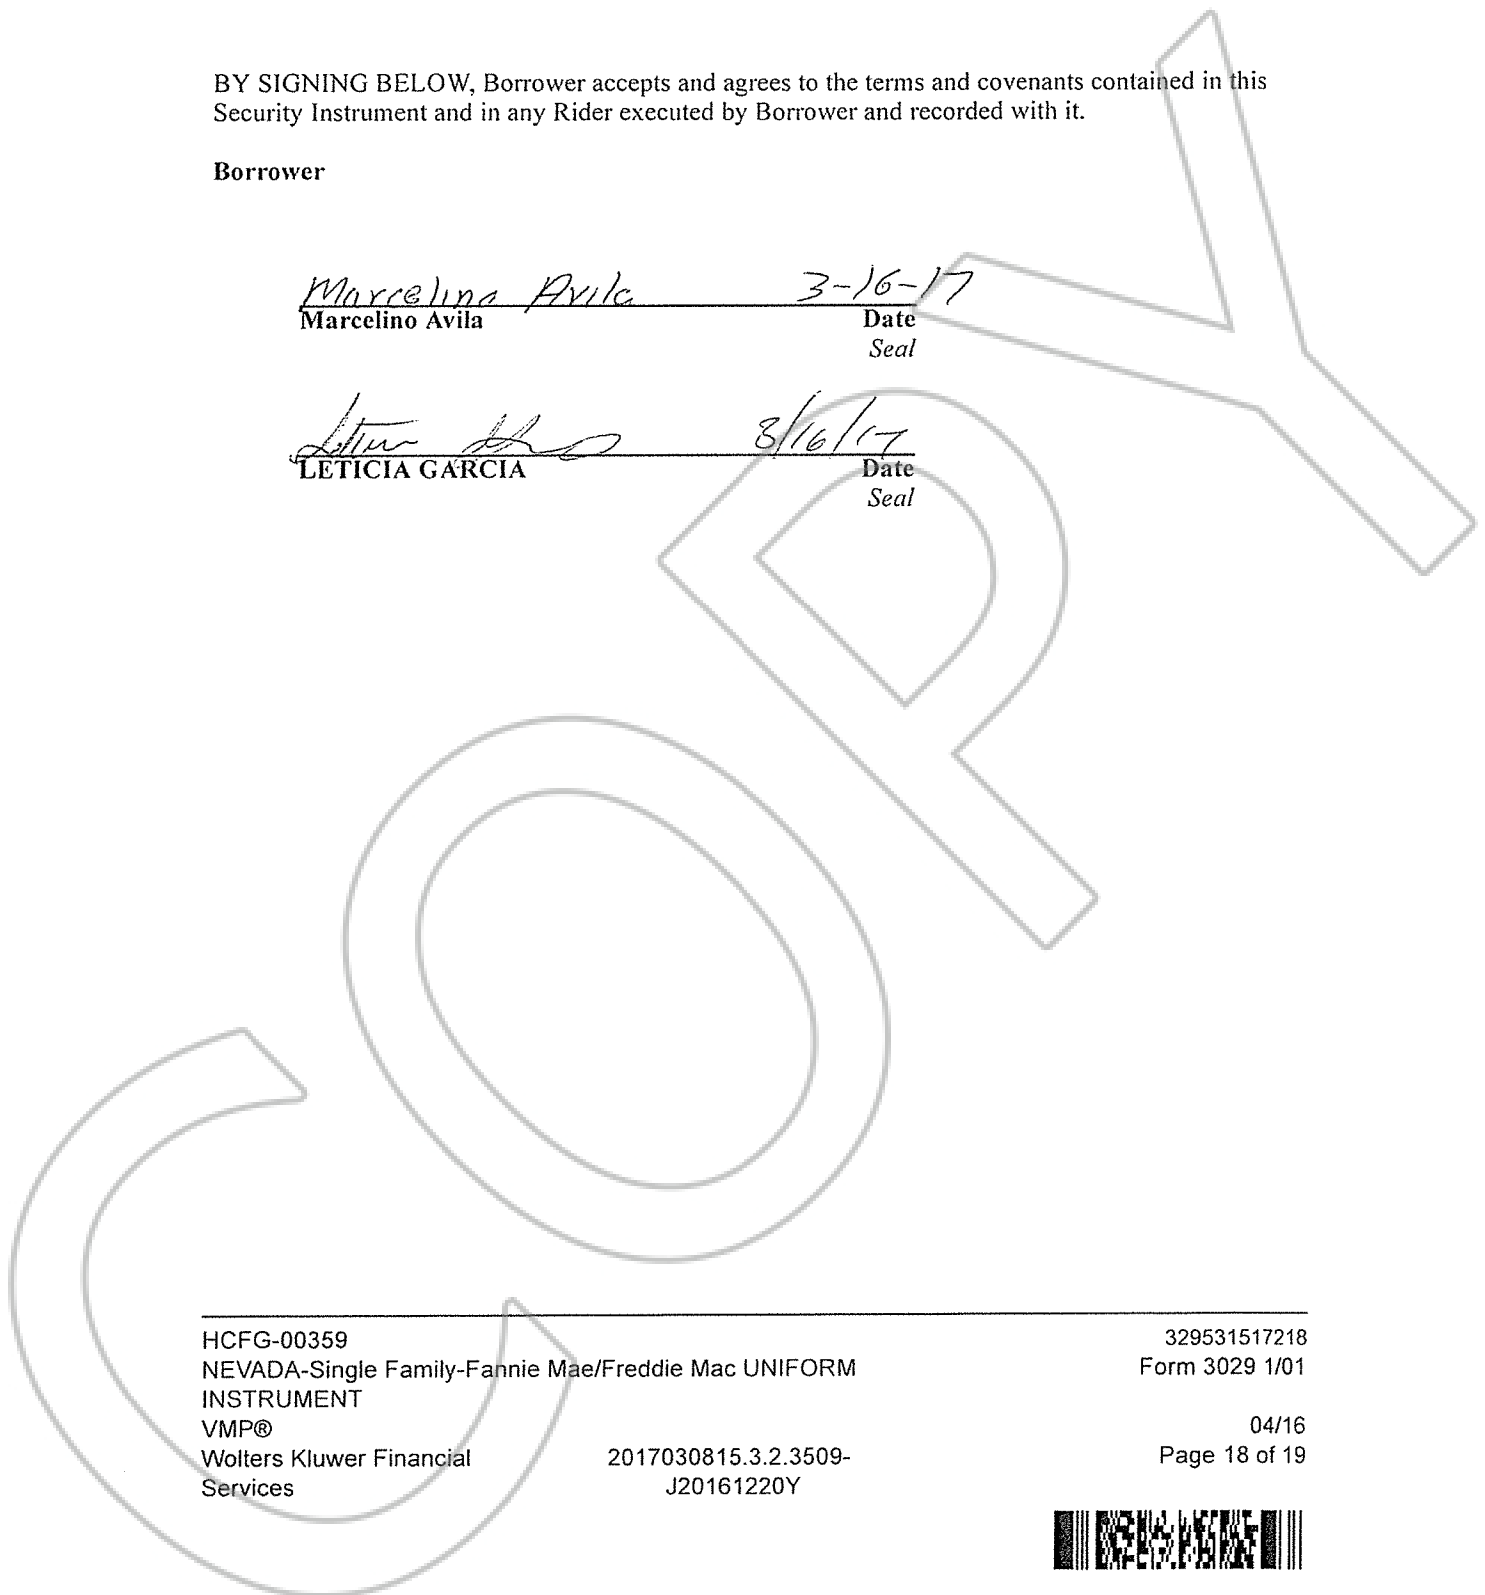 BY SIGNING BELOW, Borrower accepts and agrees to the terms and covenants contained in this
Security Instrument and in any Rider executed by Borrower and recorded with it.
Borrower
Marcelino Avila 3-16-17
Marcelino Avila Date
Seal
3/16/17
LETICIA GARCIA Date
Seal
COPY
HCFG-00359 329531517218
NEVADA-Single Family-Fannie Mae/Freddie Mac UNIFORM Form 3029 1/01
INSTRUMENT
VMP® 04/16
Wolters Kluwer Financial 2017030815.3.2.3509- Page 18 of 19
Services J20161220Y